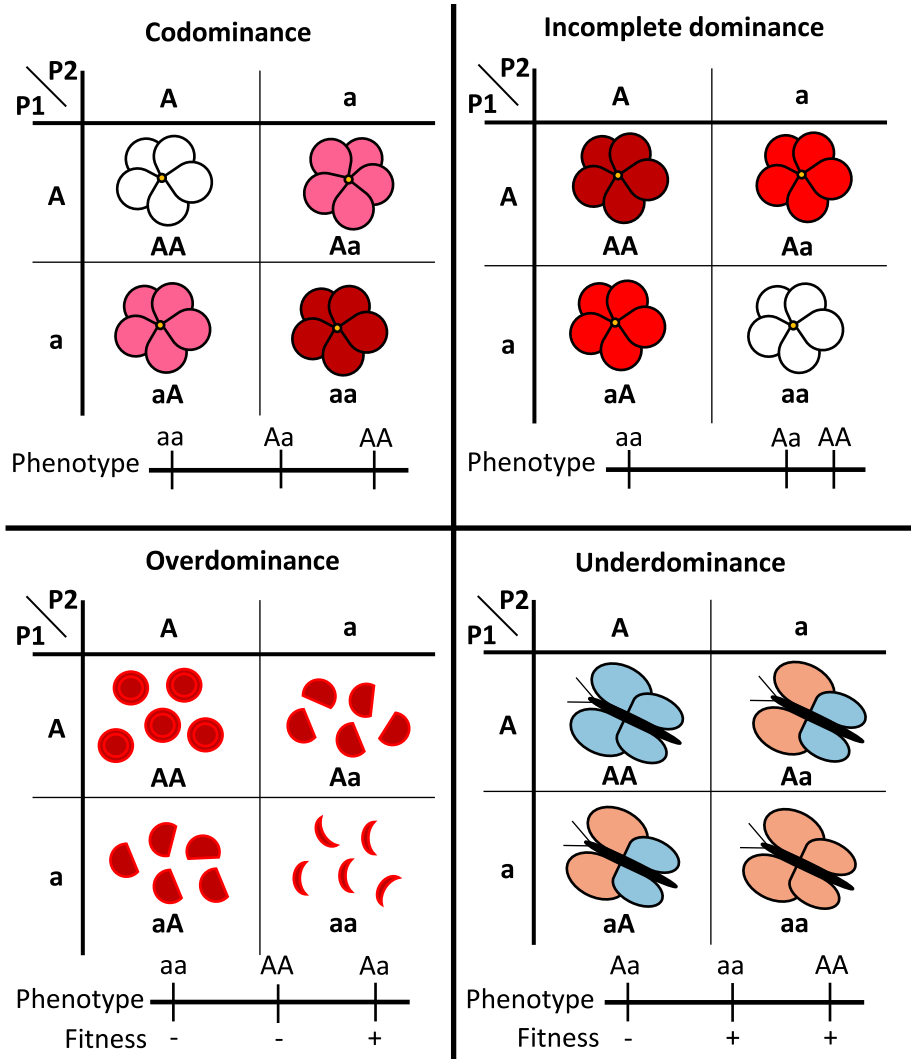 Codominance
P2
P1
A a
A
AA Aa
a
aA aa
aa Aa AA
Phenotype
Incomplete dominance
P2
P1
A a
A
AA Aa
a
aA aa
aa Aa AA
Phenotype
Overdominance
P2
P1
A a
A
AA Aa
a
aA aa
aa AA Aa
Phenotype
Fitness - - +
Underdominance
P2
P1
A a
A
AA Aa
a
aA aa
Aa aa AA
Phenotype
Fitness - + +